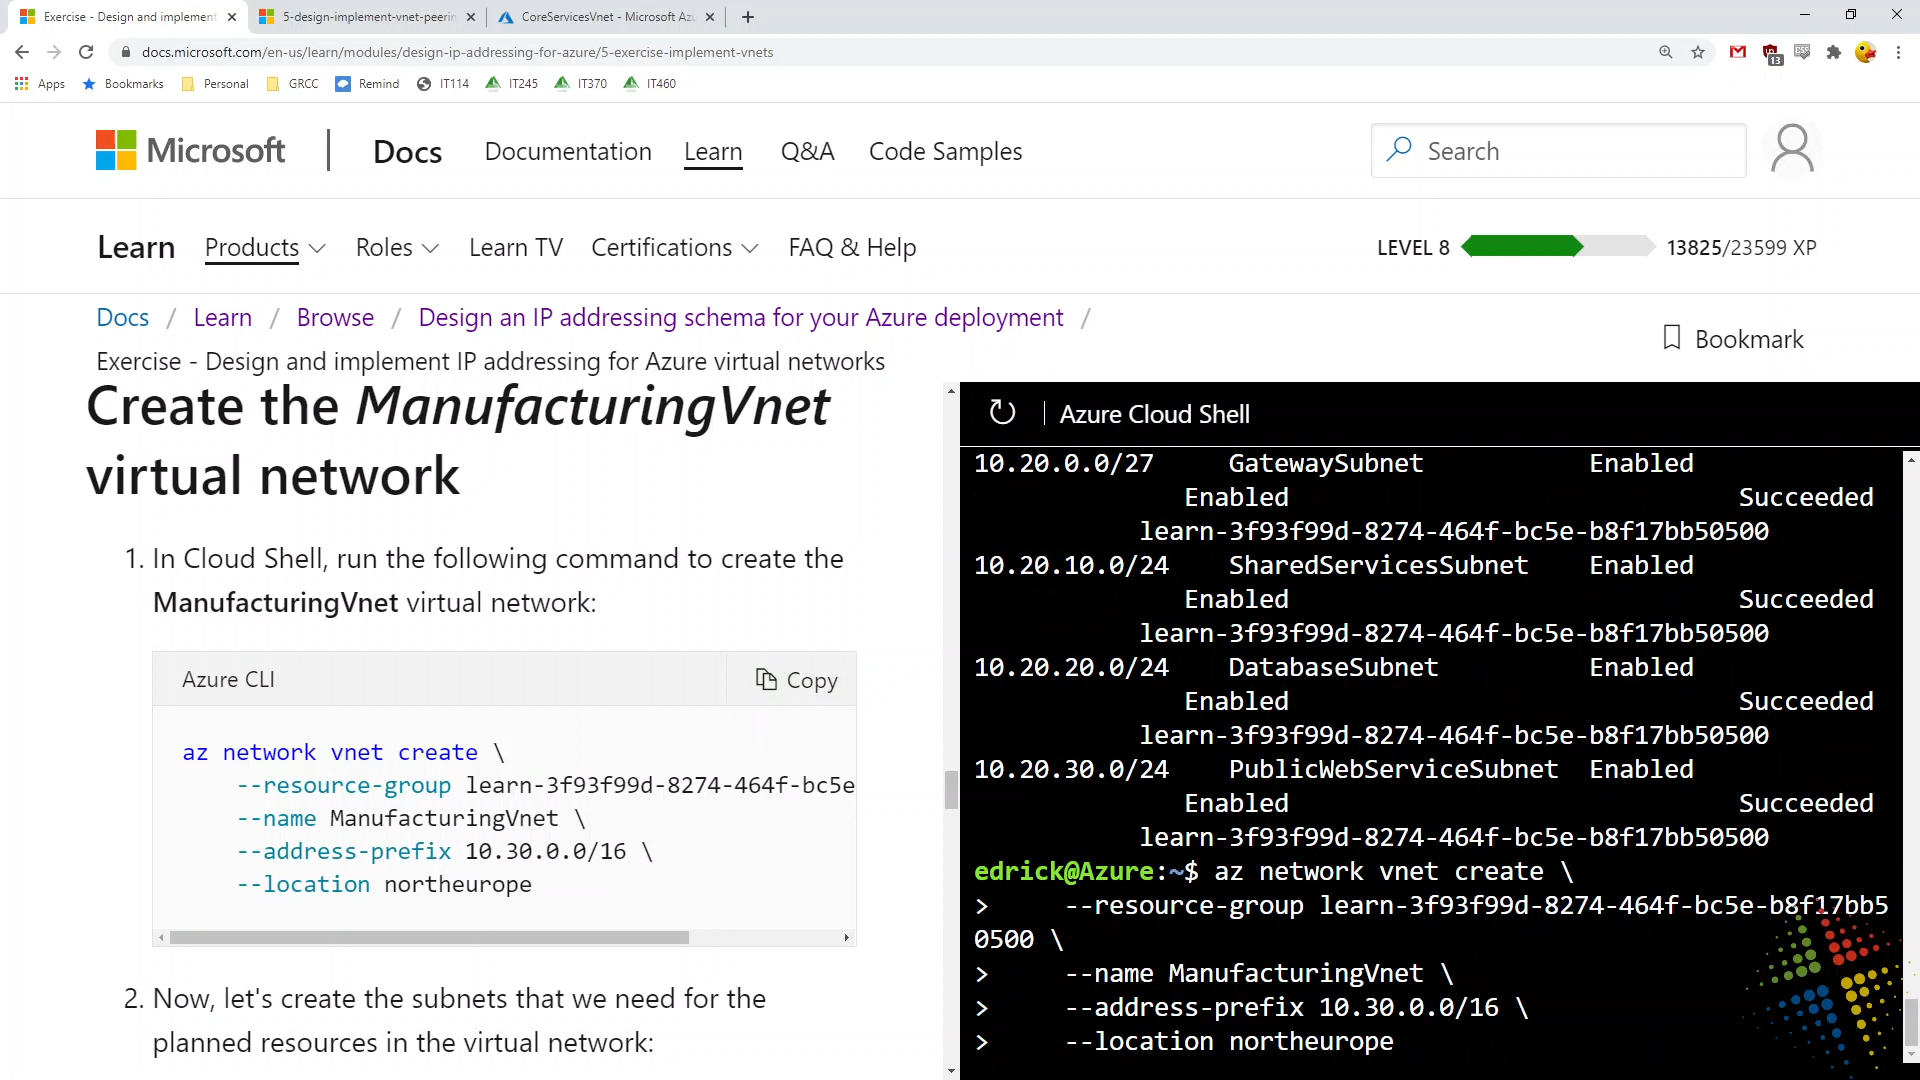 Exercise - Design and implement
5-design-implement-vnet-peerin
CoreServicesVnet - Microsoft Azu
docs.microsoft.com/en-us/learn/modules/design-ip-addressing-for-azure/5-exercise-implement-vnets
13
Apps Bookmarks Personal GRCC Remind IT114 IT245 IT370 IT460
Microsoft | Docs Documentation Learn Q&A Code Samples Search
Learn Products Roles Learn TV Certifications FAQ & Help LEVEL 8 13825/23599 XP
Docs / Learn / Browse / Design an IP addressing schema for your Azure deployment /
Exercise - Design and implement IP addressing for Azure virtual networks
Bookmark
Create the ManufacturingVnet
virtual network
1. In Cloud Shell, run the following command to create the
ManufacturingVnet virtual network:
Azure CLI Copy
az network vnet create \
--resource-group learn-3f93f99d-8274-464f-bc5e
--name ManufacturingVnet \
--address-prefix 10.30.0.0/16 \
--location northeurope
2. Now, let's create the subnets that we need for the
planned resources in the virtual network:
Azure Cloud Shell
10.20.0.0/27 GatewaySubnet Enabled
Enabled Succeeded
learn-3f93f99d-8274-464f-bc5e-b8f17bb50500
10.20.10.0/24 SharedServicesSubnet Enabled
Enabled Succeeded
learn-3f93f99d-8274-464f-bc5e-b8f17bb50500
10.20.20.0/24 DatabaseSubnet Enabled
Enabled Succeeded
learn-3f93f99d-8274-464f-bc5e-b8f17bb50500
10.20.30.0/24 PublicWebServiceSubnet Enabled
Enabled Succeeded
learn-3f93f99d-8274-464f-bc5e-b8f17bb50500
edrick@Azure:~$ az network vnet create \
> --resource-group learn-3f93f99d-8274-464f-bc5e-b8f17bb5
0500 \
> --name ManufacturingVnet \
> --address-prefix 10.30.0.0/16 \
> --location northeurope